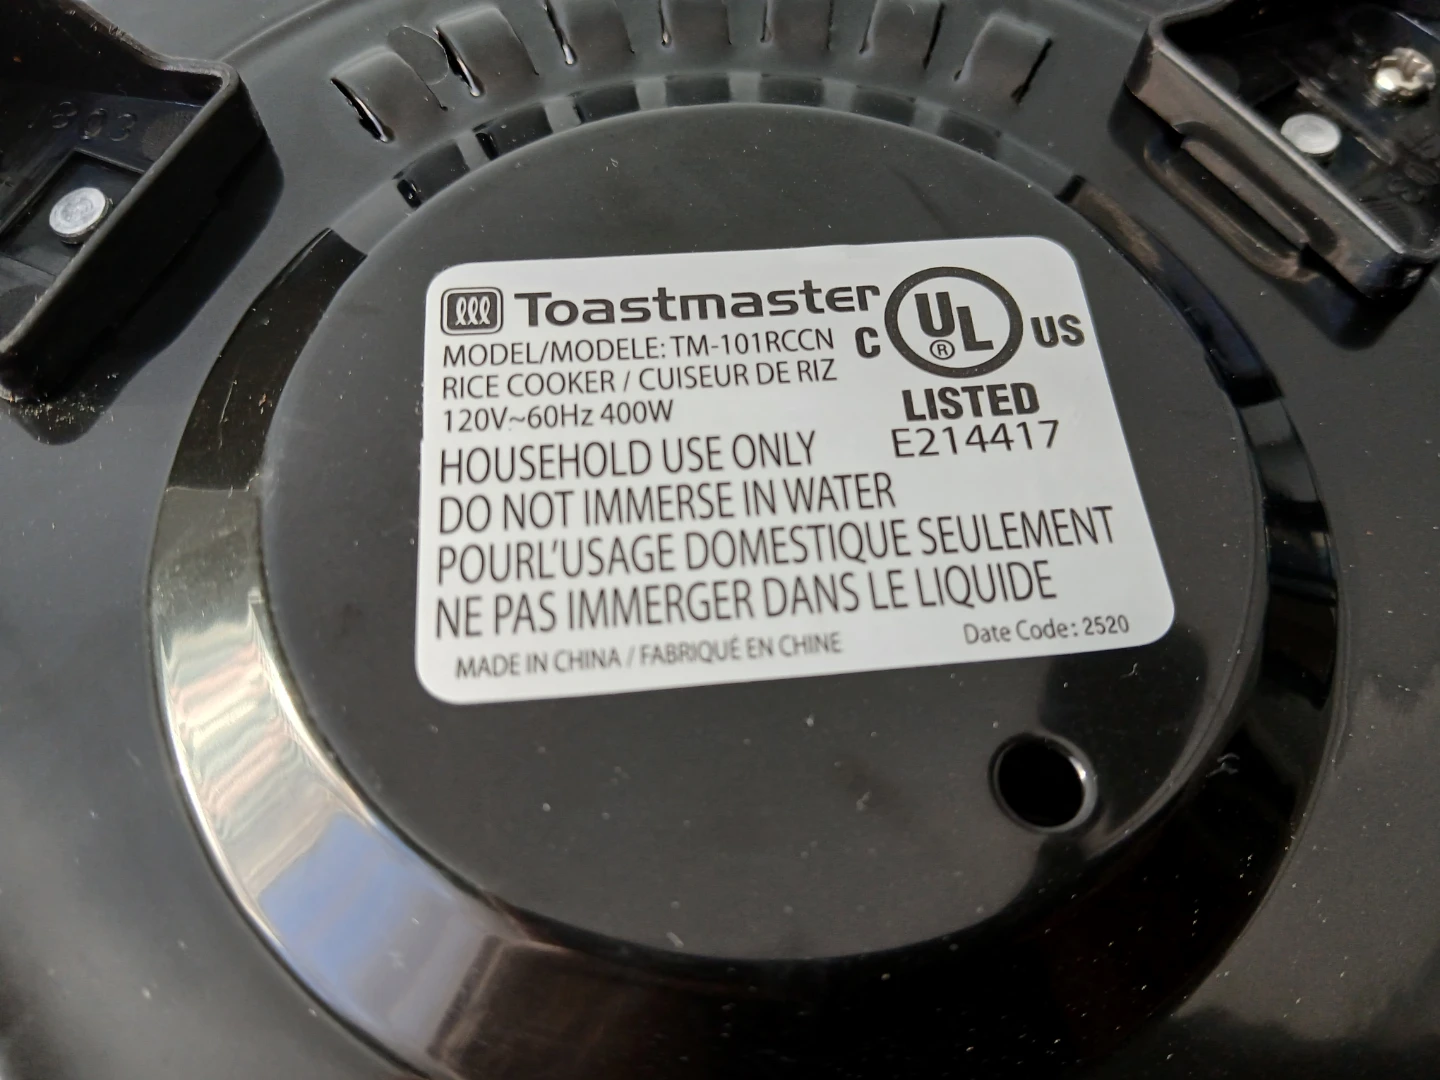 Toastmaster
MODEL/MODELE: TM-101RCCN
RICE COOKER / CUISEUR DE RIZ
120V~60Hz 400W
C UL ® US
LISTED
E214417
HOUSEHOLD USE ONLY
DO NOT IMMERSE IN WATER
POURL'USAGE DOMESTIQUE SEULEMENT
NE PAS IMMERGER DANS LE LIQUIDE
MADE IN CHINA / FABRIQUÉ EN CHINE
Date Code: 2520